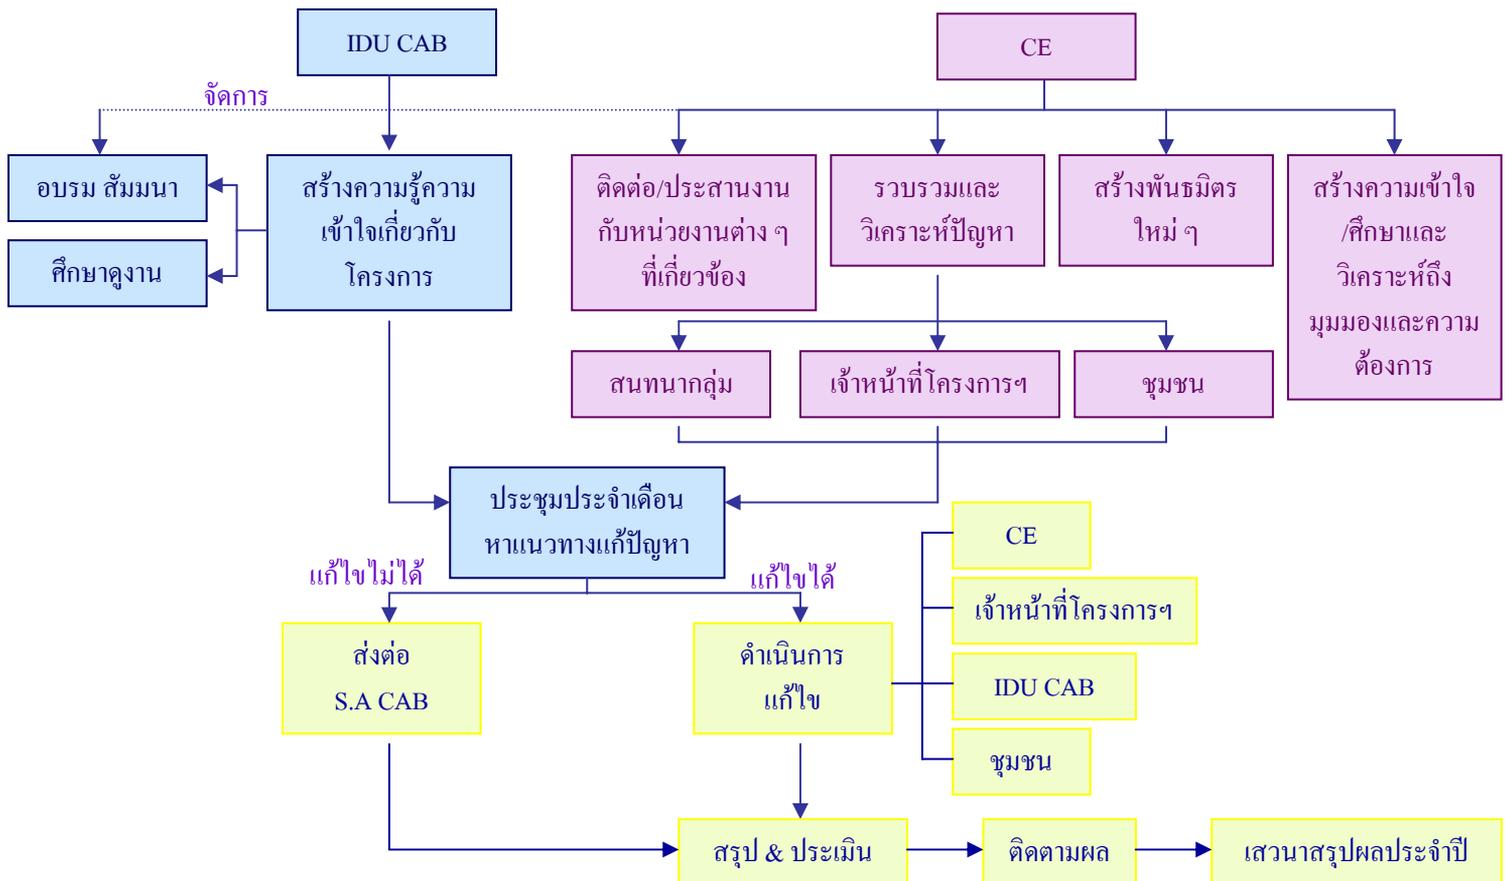 IDU CAB
CE
จัดการ
อบรม สัมมนา
ศึกษาดูงาน
สร้างความรู้ความ
เข้าใจเกี่ยวกับ
โครงการ
ติดต่อ/ประสานงาน
กับหน่วยงานต่าง ๆ
ที่เกี่ยวข้อง
รวบรวมและ
วิเคราะห์ปัญหา
สร้างพันธมิตร
ใหม่ ๆ
สร้างความเข้าใจ
/ศึกษาและ
วิเคราะห์ถึง
มุมมองและความ
ต้องการ
สนทนากลุ่ม
เจ้าหน้าที่โครงการฯ
ชุมชน
ประชุมประจำเดือน
หาแนวทางแก้ปัญหา
แก้ไขไม่ได้
แก้ไขได้
ส่งต่อ
S.A CAB
ดำเนินการ
แก้ไข
CE
เจ้าหน้าที่โครงการฯ
IDU CAB
ชุมชน
สรุป & ประเมิน
ติดตามผล
เสวนาสรุปผลประจำปี